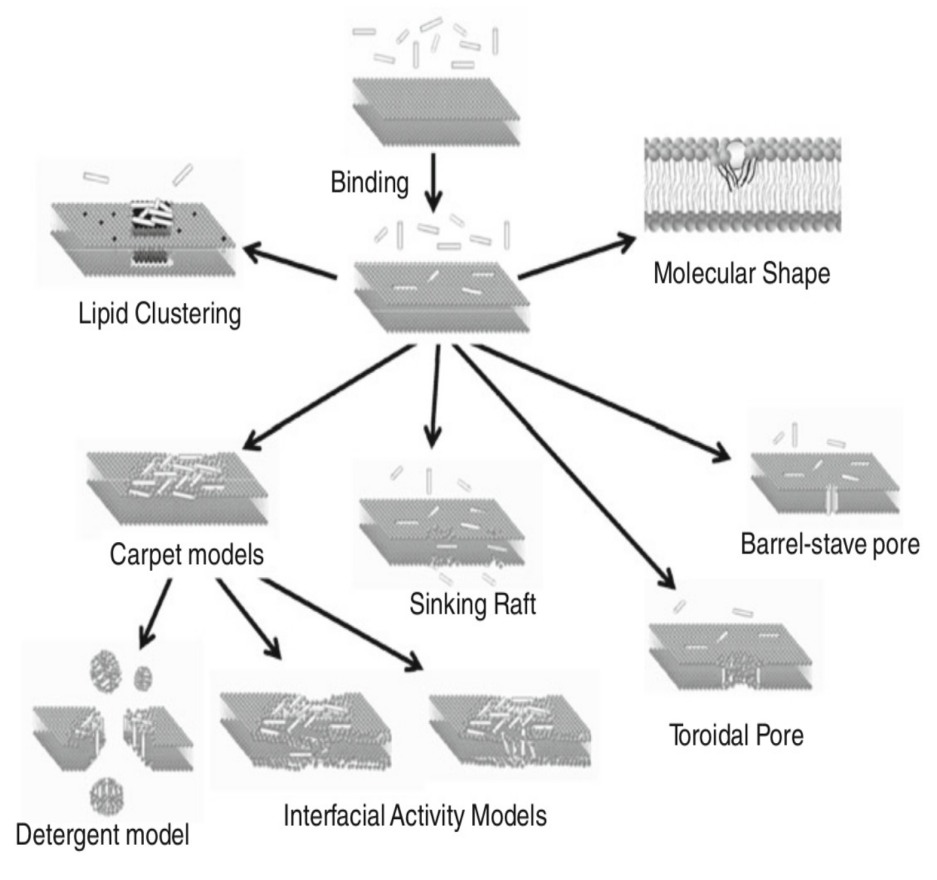 Binding
Molecular Shape
Lipid Clustering
Carpet models
Sinking Raft
Barrel-stave pore
Toroidal Pore
Detergent model
Interfacial Activity Models